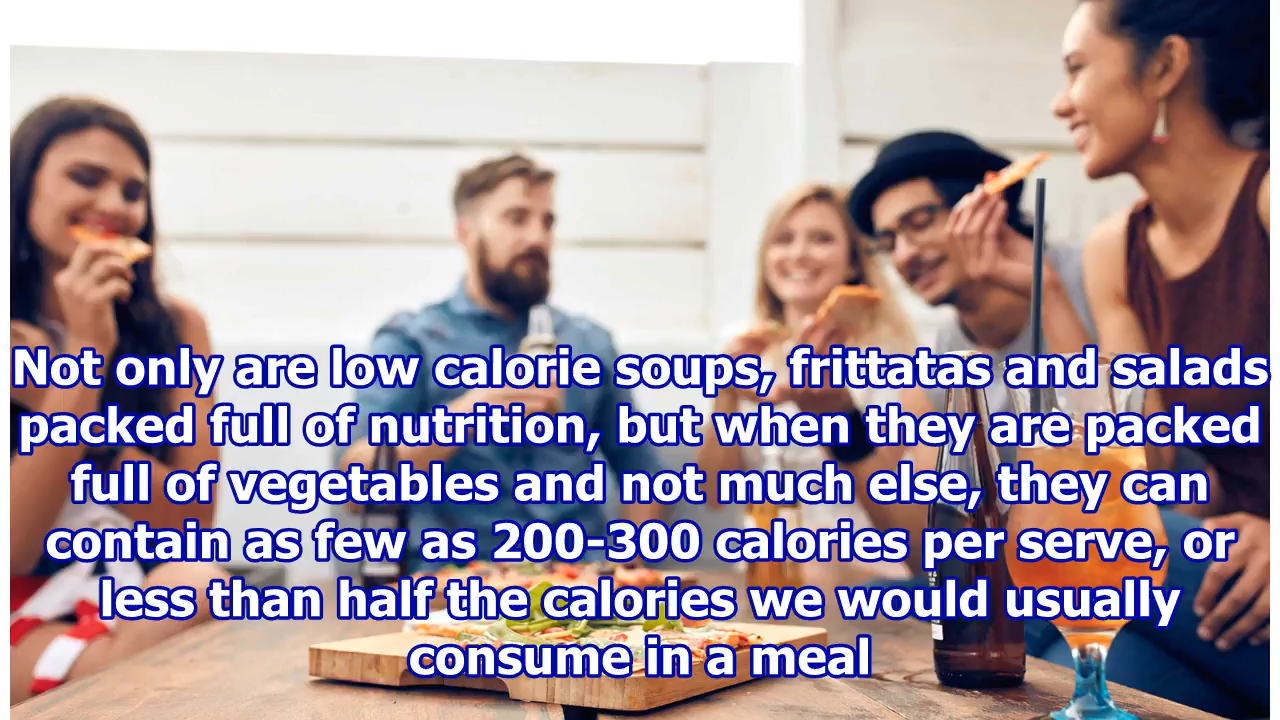 Not only are low calorie soups, frittatas and salads
packed full of nutrition, but when they are packed
full of vegetables and not much else, they can
contain as few as 200-300 calories per serve, or
less than half the calories we would usually
consume in a meal